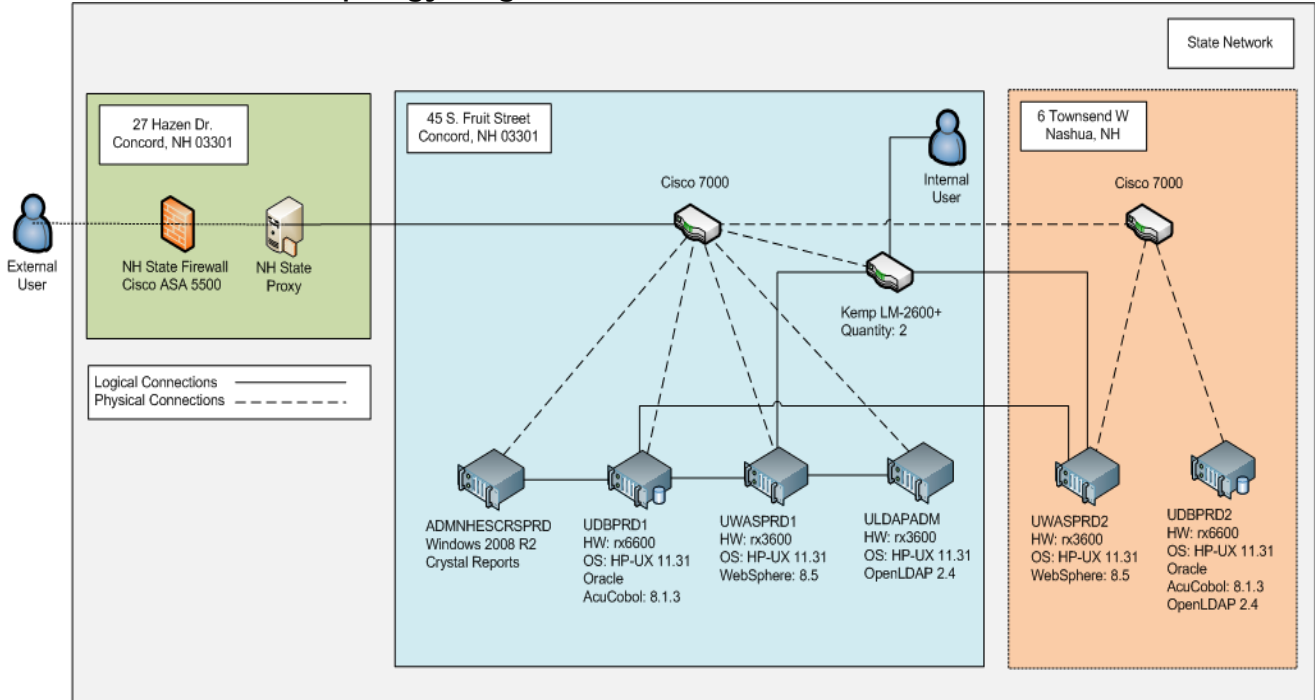 State Network
27 Hazen Dr.
Concord, NH 03301
45 S. Fruit Street
Concord, NH 03301
6 Townsend W
Nashua, NH
Cisco 7000
Internal
User
Cisco 7000
External
User
NH State Firewall
Cisco ASA 5500
NH State
Proxy
Kemp LM-2600+
Quantity: 2
Logical Connections
Physical Connections
ADMNHESCRSPRD
Windows 2008 R2
Crystal Reports
UDBPRD1
HW: rx6600
OS: HP-UX 11.31
Oracle
AcuCobol: 8.1.3
UWASPRD1
HW: rx3600
OS: HP-UX 11.31
WebSphere: 8.5
ULDAPADM
HW: rx3600
OS: HP-UX 11.31
OpenLDAP 2.4
UWASPRD2
HW: rx3600
OS: HP-UX 11.31
WebSphere: 8.5
UDBPRD2
HW: rx6600
OS: HP-UX 11.31
Oracle
AcuCobol: 8.1.3
OpenLDAP 2.4